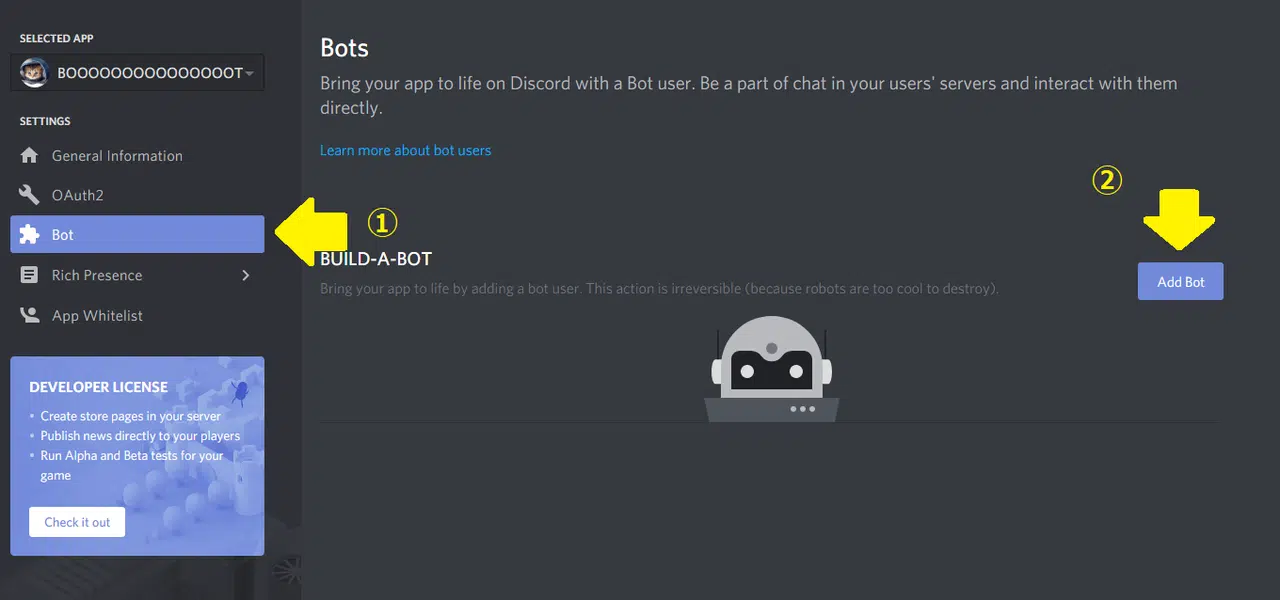 SELECTED APP
BOOOOOOOOOOOOOOOT
SETTINGS
General Information
OAuth2
Bot
Rich Presence
App Whitelist
DEVELOPER LICENSE
• Create store pages in your server
• Publish news directly to your players
• Run Alpha and Beta tests for your
game
Check it out
Bots
Bring your app to life on Discord with a Bot user. Be a part of chat in your users' servers and interact with them
directly.
Learn more about bot users
①
②
BUILD-A-BOT
Bring your app to life by adding a bot user. This action is irreversible (because robots are too cool to destroy).
Add Bot